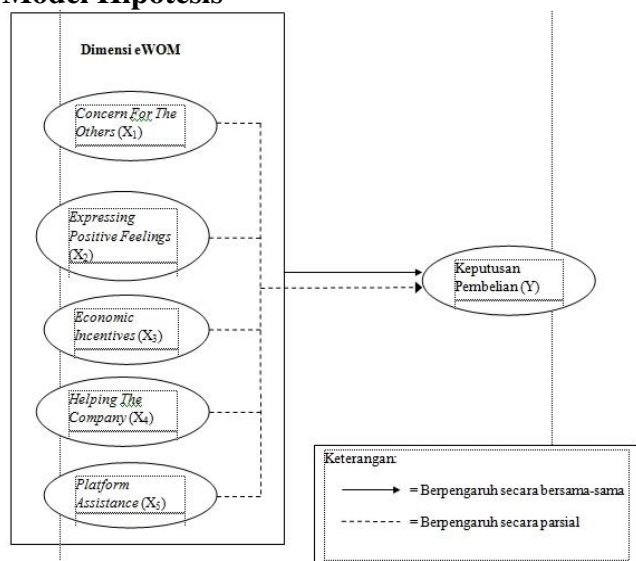 Model Hipotesis
Dimensi eWOM
Concern For The
Others (X₁)
Expressing
Positive Feelings
(X₂)
Economic
Incentives (X₃)
Helping The
Company (X₄)
Platform
Assistance (X₅)
Keputusan
Pembelian (Y)
Keterangan:
= Berpengaruh secara bersama-sama
= Berpengaruh secara parsial